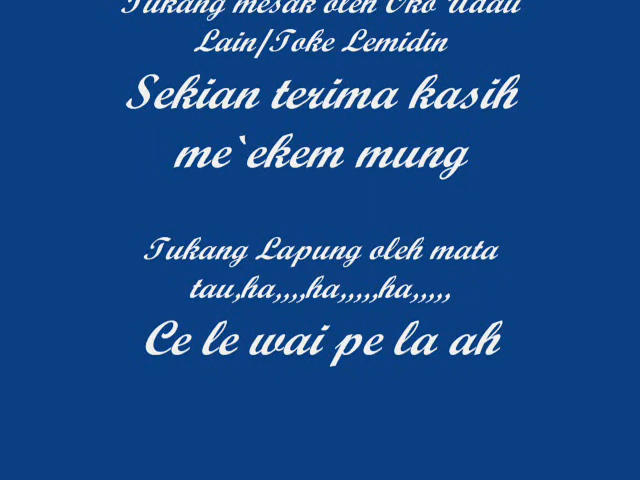 Tukang mesak oleh Oko Udau
Lain/Toke Lemidin
Sekian terima kasih
me`ekem mung
Tukang Lapung oleh mata
tau,ha,,,,ha,,,,,ha,,,,,
Ce le wai pe la ah